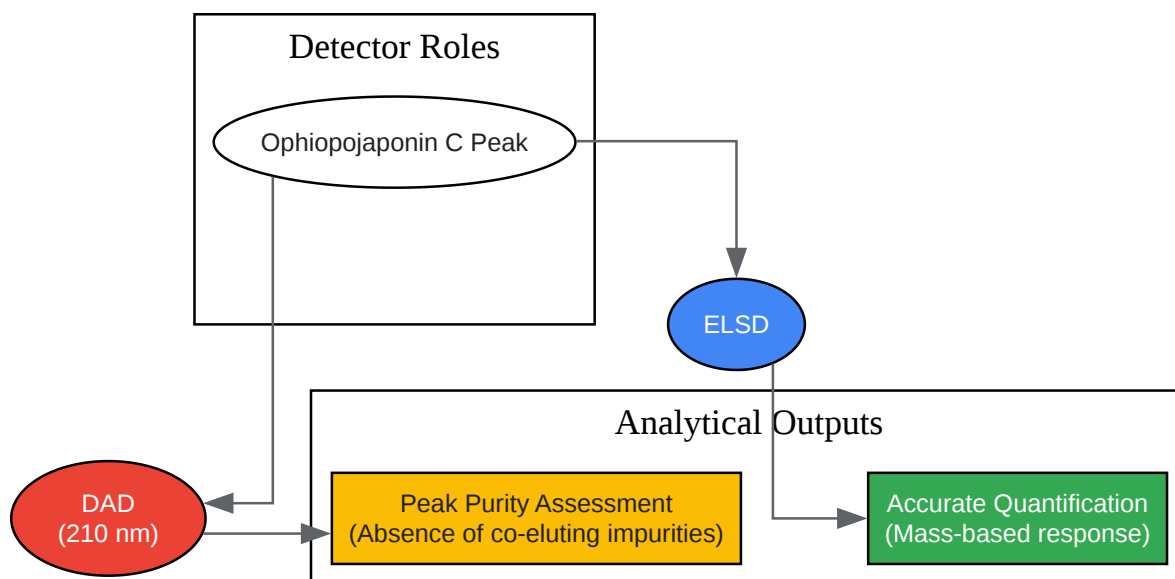 Detector Roles
Ophiopojaponin C Peak
ELSD
Analytical Outputs
DAD
(210 nm)
Peak Purity Assessment
(Absence of co-eluting impurities)
Accurate Quantification
(Mass-based response)